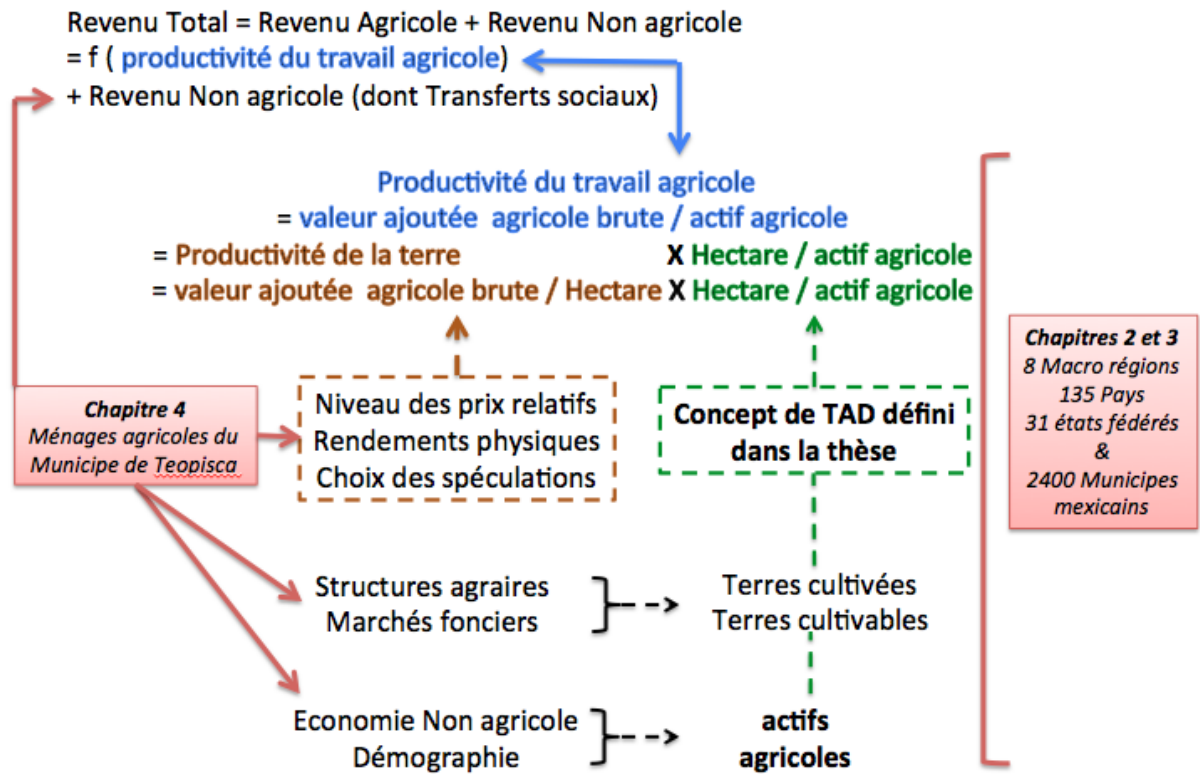 Revenu Total = Revenu Agricole + Revenu Non agricole
= f ( productivité du travail agricole)
+ Revenu Non agricole (dont Transferts sociaux)
Productivité du travail agricole
= valeur ajoutée agricole brute / actif agricole
= Productivité de la terre X Hectare / actif agricole
= valeur ajoutée agricole brute / Hectare X Hectare / actif agricole
Chapitre 4
Ménages agricoles du
Municipe de Teopisca
Niveau des prix relatifs
Rendements physiques
Choix des spéculations
Concept de TAD défini
dans la thèse
Chapitres 2 et 3
8 Macro régions
135 Pays
31 états fédérés
&
2400 Municipes
mexicains
Structures agraires
Marchés fonciers
Terres cultivées
Terres cultivables
Economie Non agricole
Démographie
actifs
agricoles